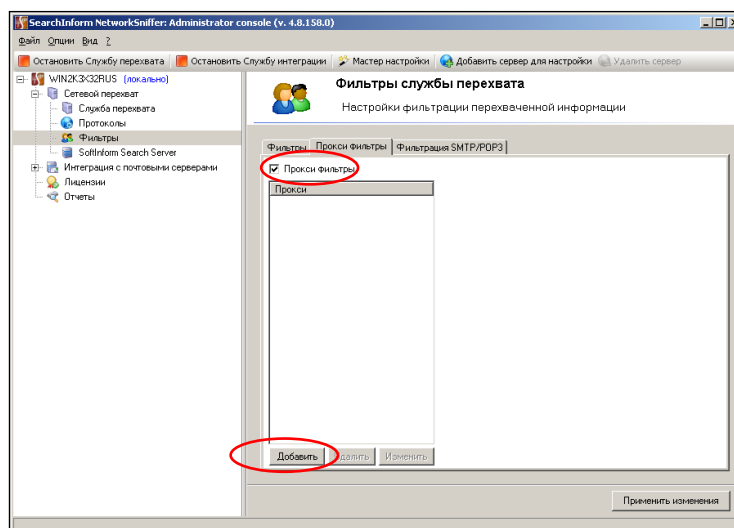 SearchInform NetworkSniffer: Administrator console (v. 4.8.158.0)
Файл Опции Вид ?
Остановить Службу перехвата Остановить Службу интеграции Мастер настройки Добавить сервер для настройки Удалить сервер
WIN2K3X32RUS (локально)
Сетевой перехват
Служба перехвата
Протоколы
Фильтры
SoftInform Search Server
Интеграция с почтовыми серверами
Лицензии
Отчеты
Фильтры службы перехвата
Настройки фильтрации перехваченной информации
Фильтры Прокси фильтры Фильтрация SMTP/POP3
Прокси фильтры
Прокси
Добавить Удалить Изменить
Применить изменения